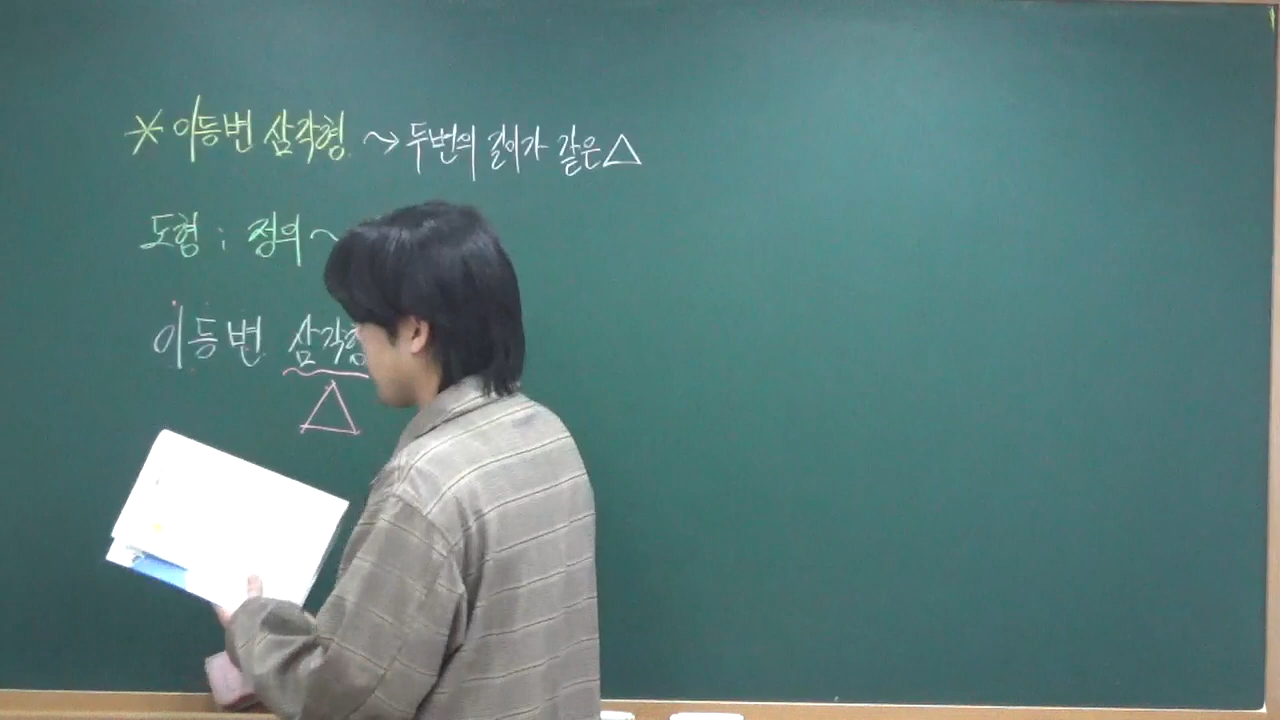 * 이등변 삼각형 ~> 두변의 길이가 같은 △
도형 : 정의 ~
이등변 삼각형